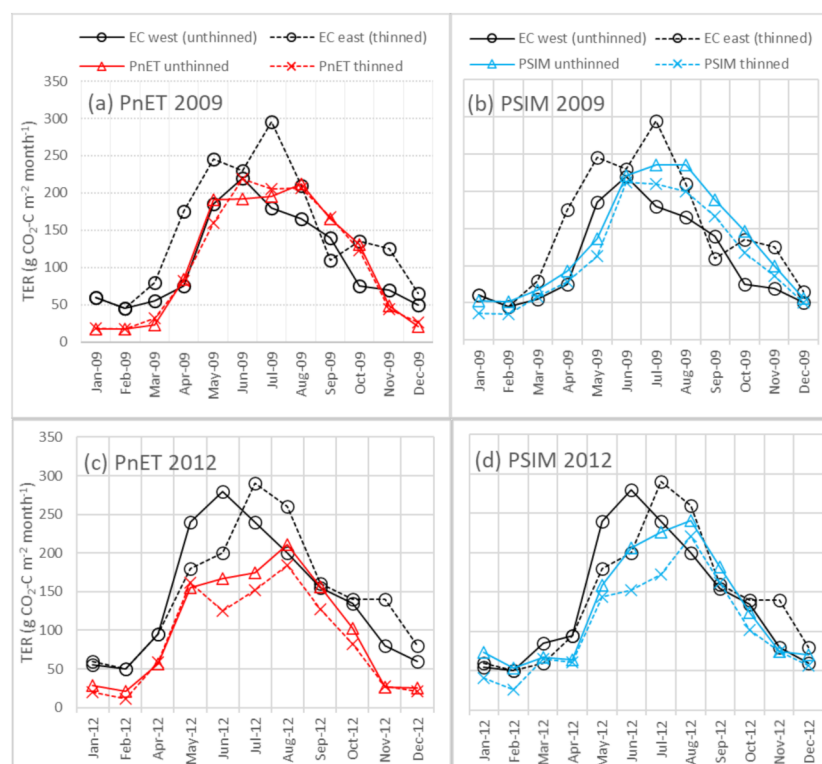 EC west (unthinned) EC east (thinned)
PnET unthinned PnET thinned
EC west (unthinned) EC east (thinned)
PSIM unthinned PSIM thinned
(a) PnET 2009
TER (g CO₂-C m⁻² month⁻¹)
350
300
250
200
150
100
50
0
Jan-09
Feb-09
Mar-09
Apr-09
May-09
Jun-09
Jul-09
Aug-09
Sep-09
Oct-09
Nov-09
Dec-09
(b) PSIM 2009
Jan-09
Feb-09
Mar-09
Apr-09
May-09
Jun-09
Jul-09
Aug-09
Sep-09
Oct-09
Nov-09
Dec-09
(c) PnET 2012
TER (g CO₂-C m⁻² month⁻¹)
350
300
250
200
150
100
50
0
Jan-12
Feb-12
Apr-12
May-12
Jun-12
Jul-12
Aug-12
Sep-12
Oct-12
Nov-12
Dec-12
(d) PSIM 2012
Jan-12
Feb-12
Mar-12
Apr-12
May-12
Jun-12
Jul-12
Aug-12
Sep-12
Oct-12
Nov-12
Dec-12